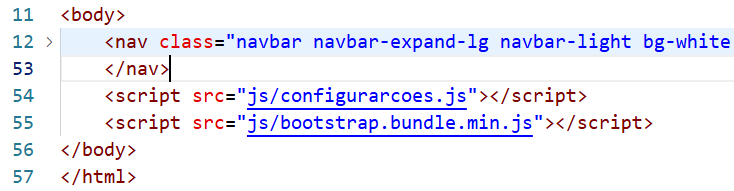 11 <body>
12 > <nav class="navbar navbar-expand-lg navbar-light bg-white
53 </nav>
54 <script src="js/configurarcoes.js"></script>
55 <script src="js/bootstrap.bundle.min.js"></script>
56 </body>
57 </html>